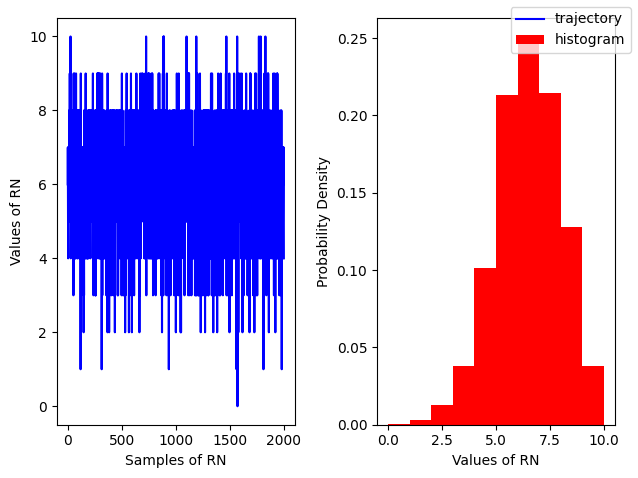 trajectory
histogram
10
8
6
4
2
0
Values of RN
0 500 1000 1500 2000
Samples of RN
0.25
0.20
0.15
0.10
0.05
0.00
Probability Density
0.0 2.5 5.0 7.5 10.0
Values of RN